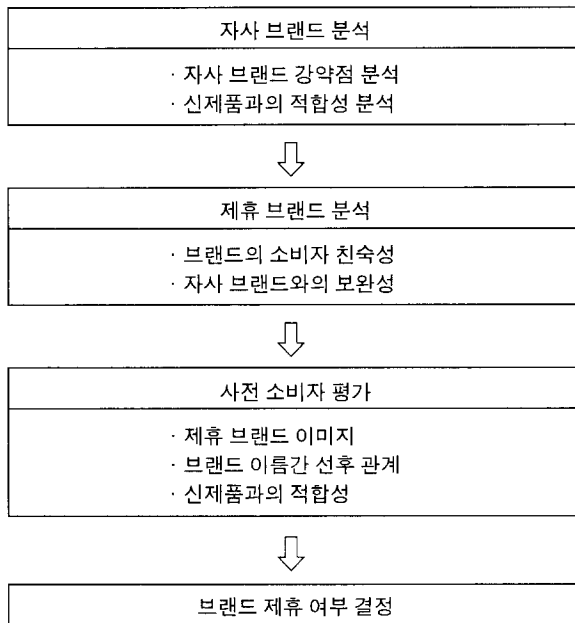 자사 브랜드 분석
· 자사 브랜드 강약점 분석
· 신제품과의 적합성 분석
제휴 브랜드 분석
· 브랜드의 소비자 친숙성
· 자사 브랜드와의 보완성
사전 소비자 평가
· 제휴 브랜드 이미지
· 브랜드 이름간 선후 관계
· 신제품과의 적합성
브랜드 제휴 여부 결정